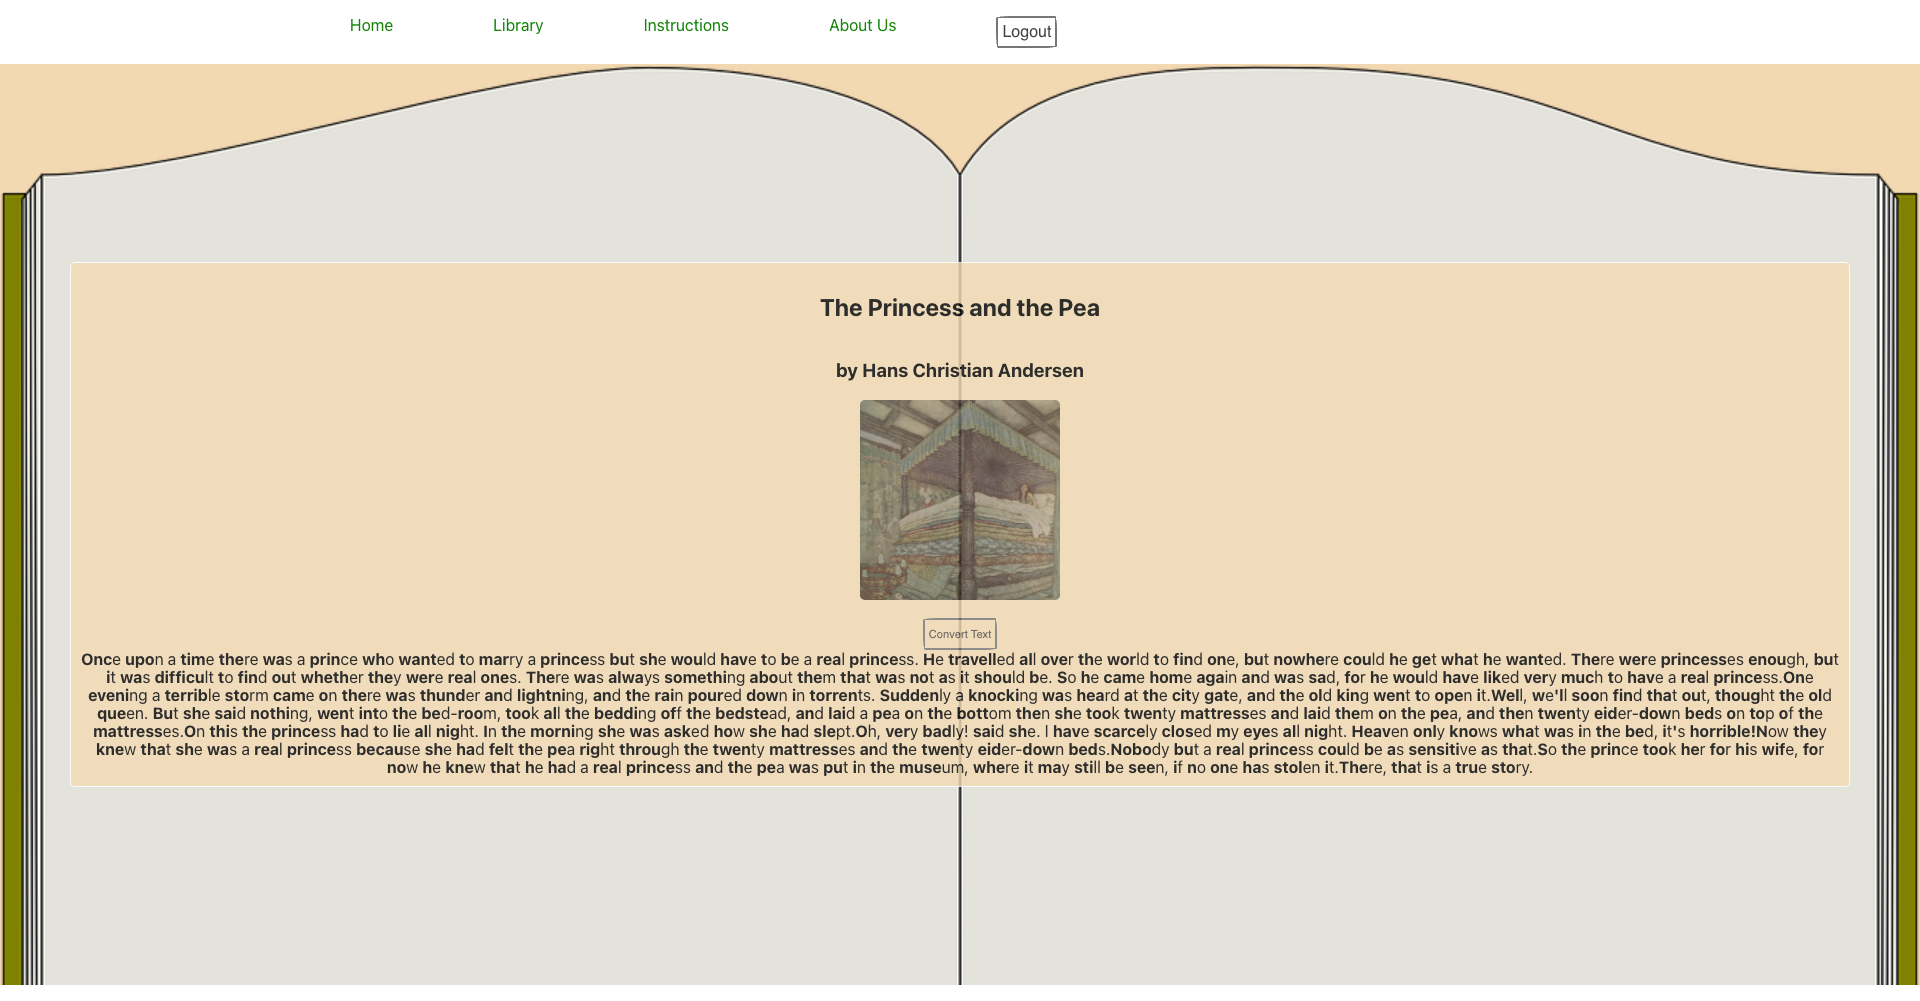 Home Library Instructions About Us Logout
The Princess and the Pea
by Hans Christian Andersen
Convert Text
Once upon a time there was a prince who wanted to marry a princess but she would have to be a real princess. He travelled all over the world to find one, but nowhere could he get what he wanted. There were princesses enough, but
it was difficult to find out whether they were real ones. There was always something about them that was not as it should be. So he came home again and was sad, for he would have liked very much to have a real princess.One
evening a terrible storm came on there was thunder and lightning, and the rain poured down in torrents. Suddenly a knocking was heard at the city gate, and the old king went to open it.Well, we'll soon find that out, thought the old
queen. But she said nothing, went into the bed-room, took all the bedding off the bedstead, and laid a pea on the bottom then she took twenty mattresses and laid them on the pea, and then twenty eider-down beds on top of the
mattresses.On this the princess had to lie all night. In the morning she was asked how she had slept.Oh, very badly! said she. I have scarcely closed my eyes all night. Heaven only knows what was in the bed, it's horrible!Now they
knew that she was a real princess because she had felt the pea right through the twenty mattresses and the twenty eider-down beds.Nobody but a real princess could be as sensitive as that.So the prince took her for his wife, for
now he knew that he had a real princess and the pea was put in the museum, where it may still be seen, if no one has stolen it.There, that is a true story.